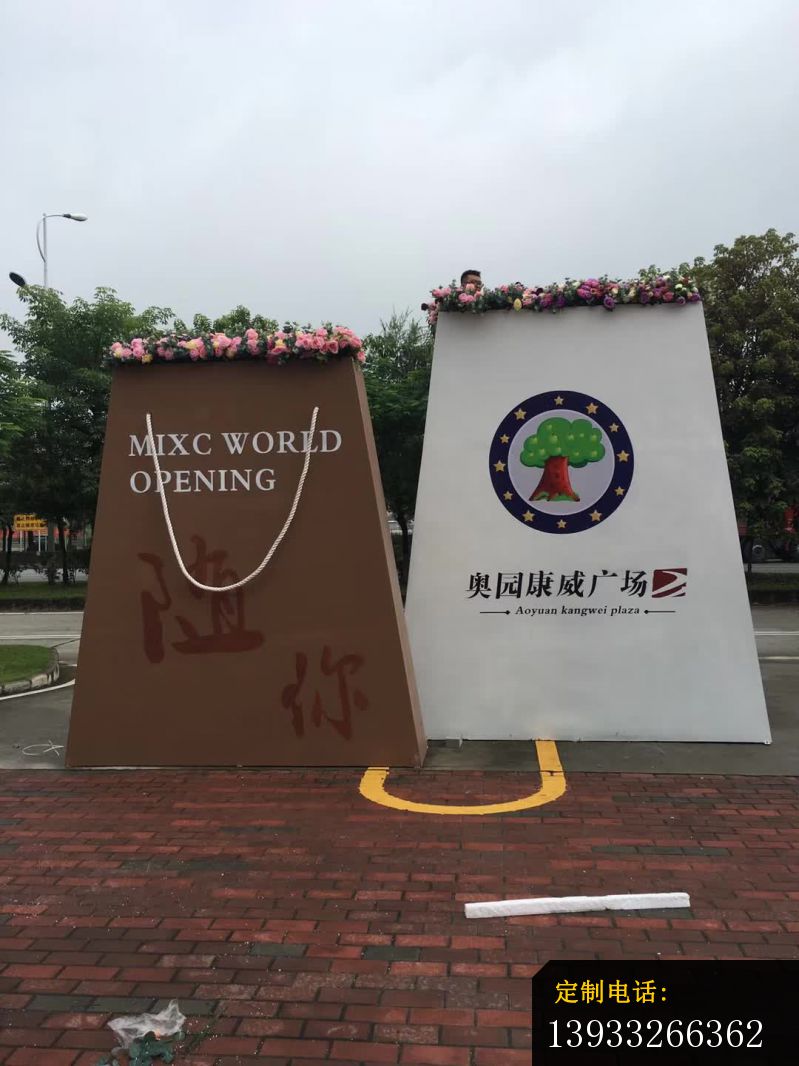 MIXC WORLD
OPENING
随
你
奥园康威广场
Aoyuan kangwei plaza
定制电话:
13933266362